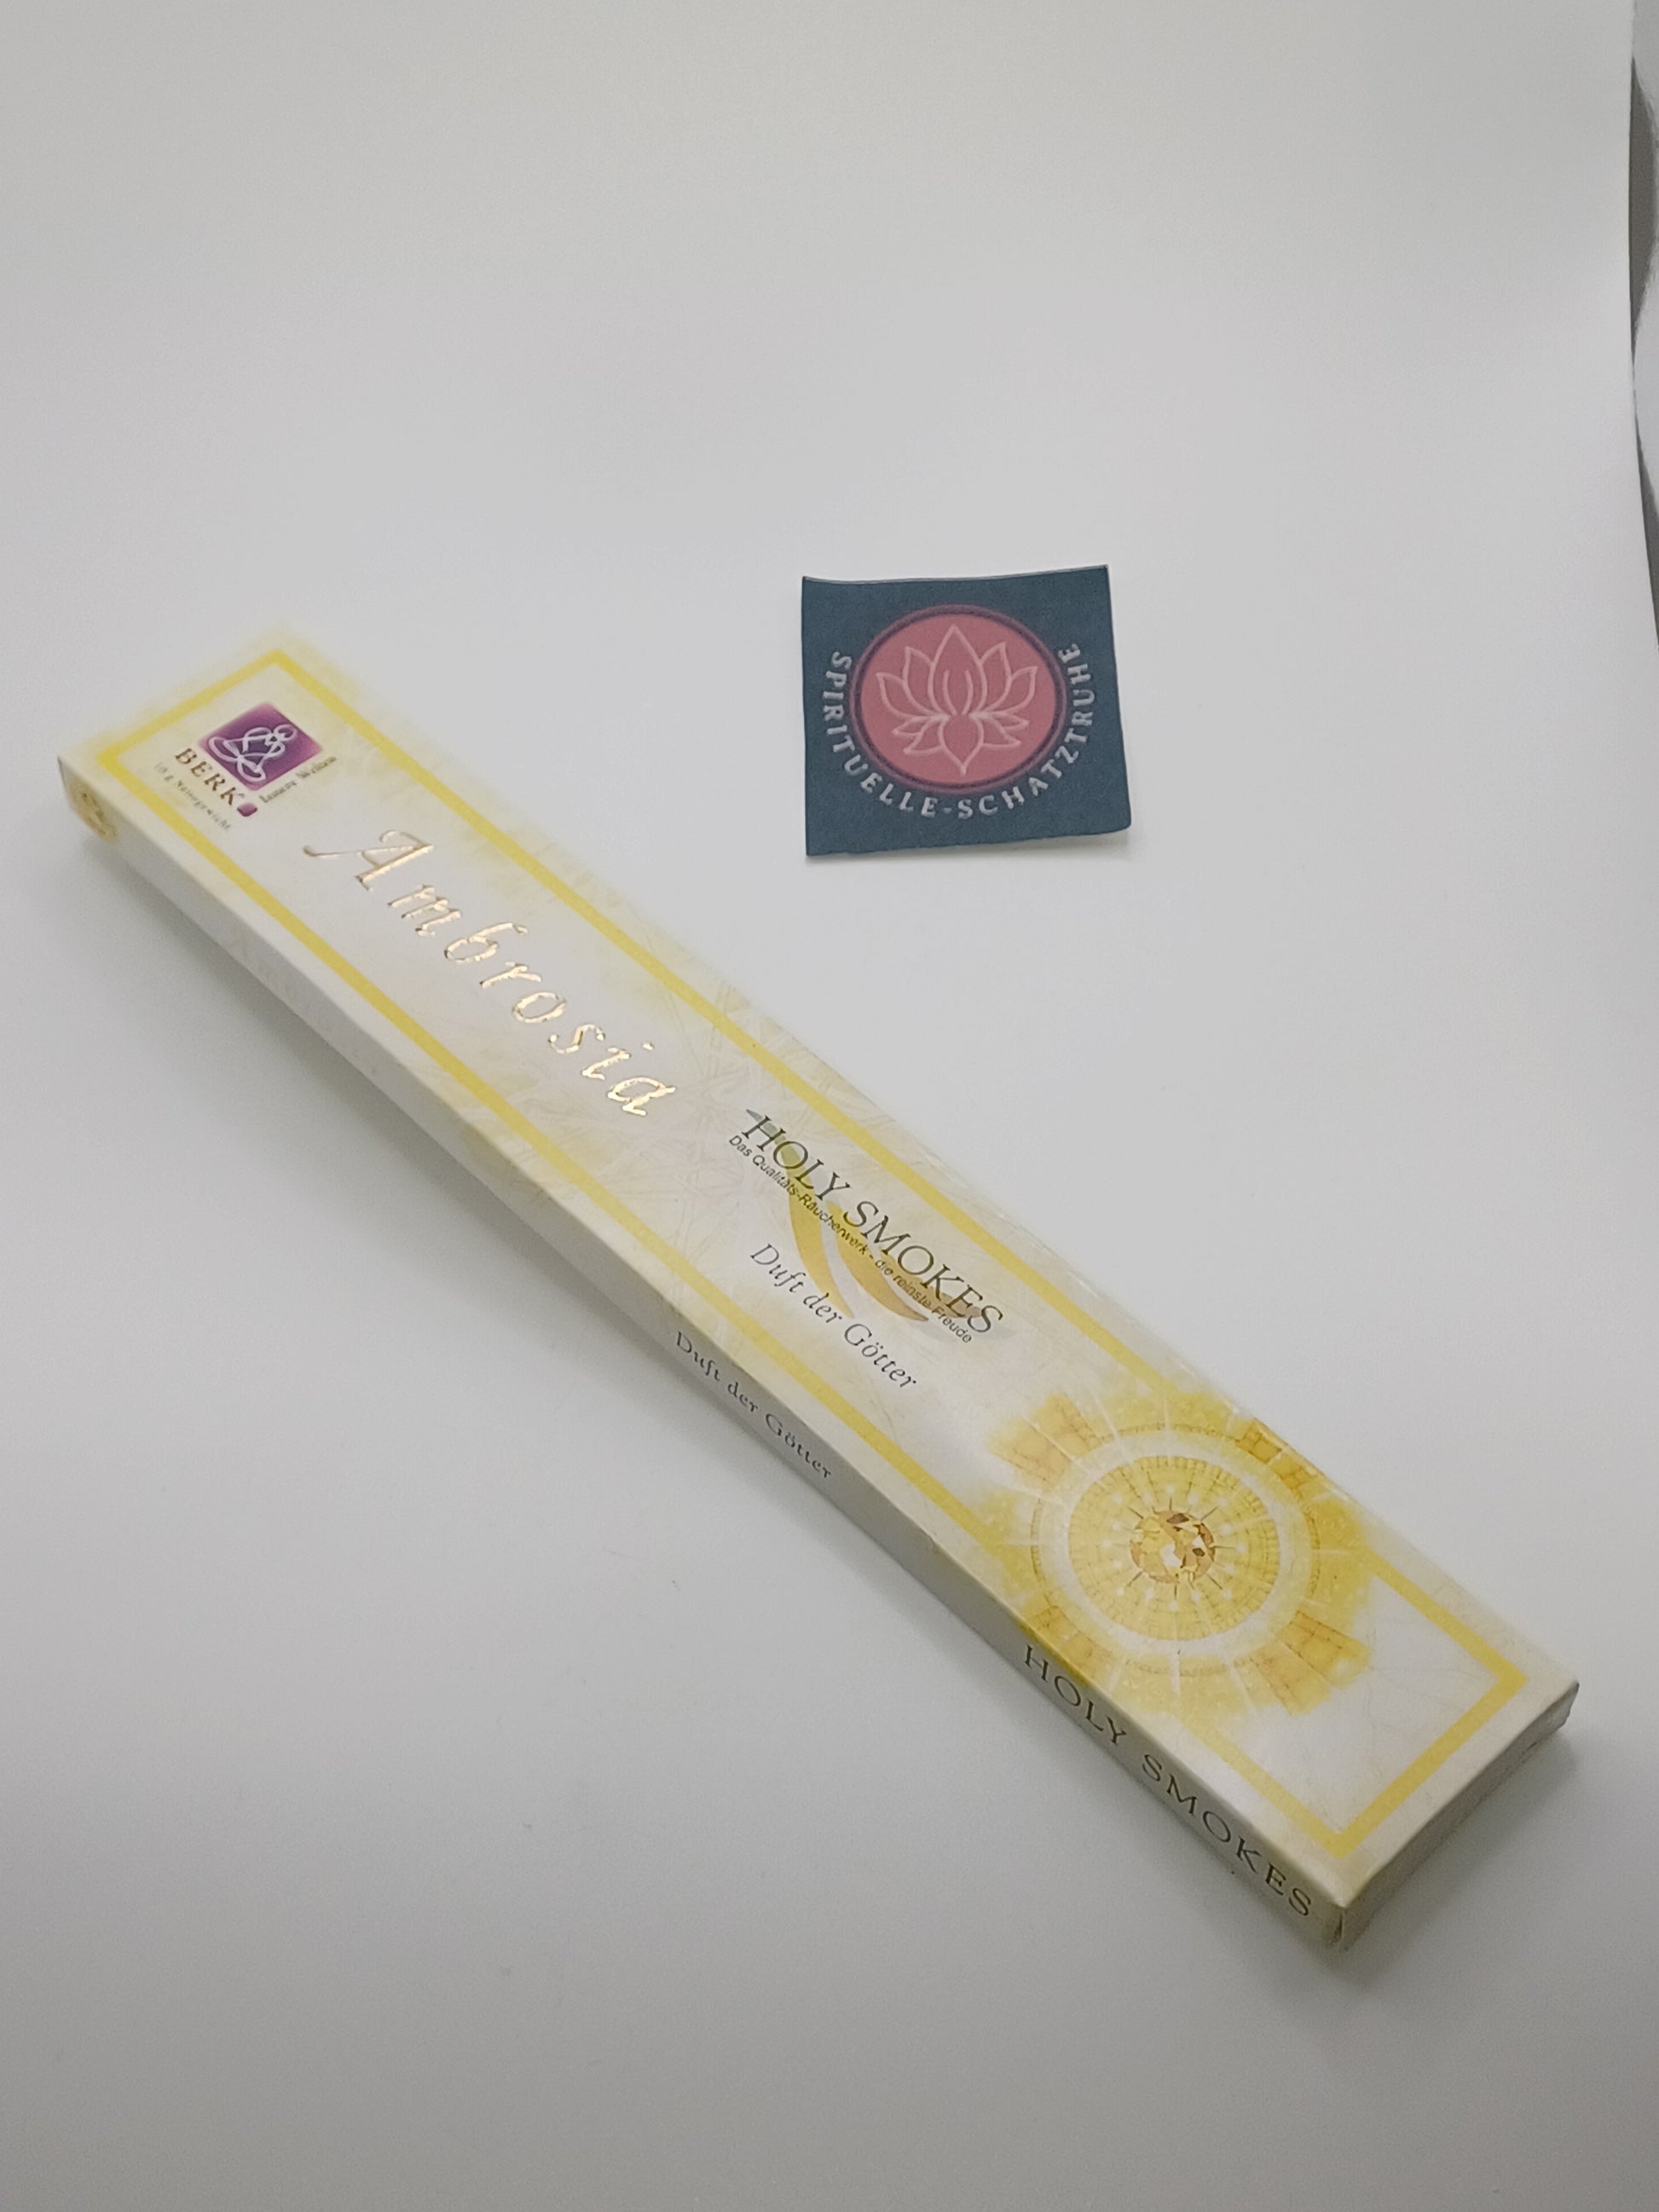 SPIRITUELLE-SCHATZTRUHE
BERK
Ambrosia
HOLY SMOKES
Das Qualitäts-Räucherwerk - die reinste Freude
Duft der Götter
Duft der Götter
HOLY SMOKES